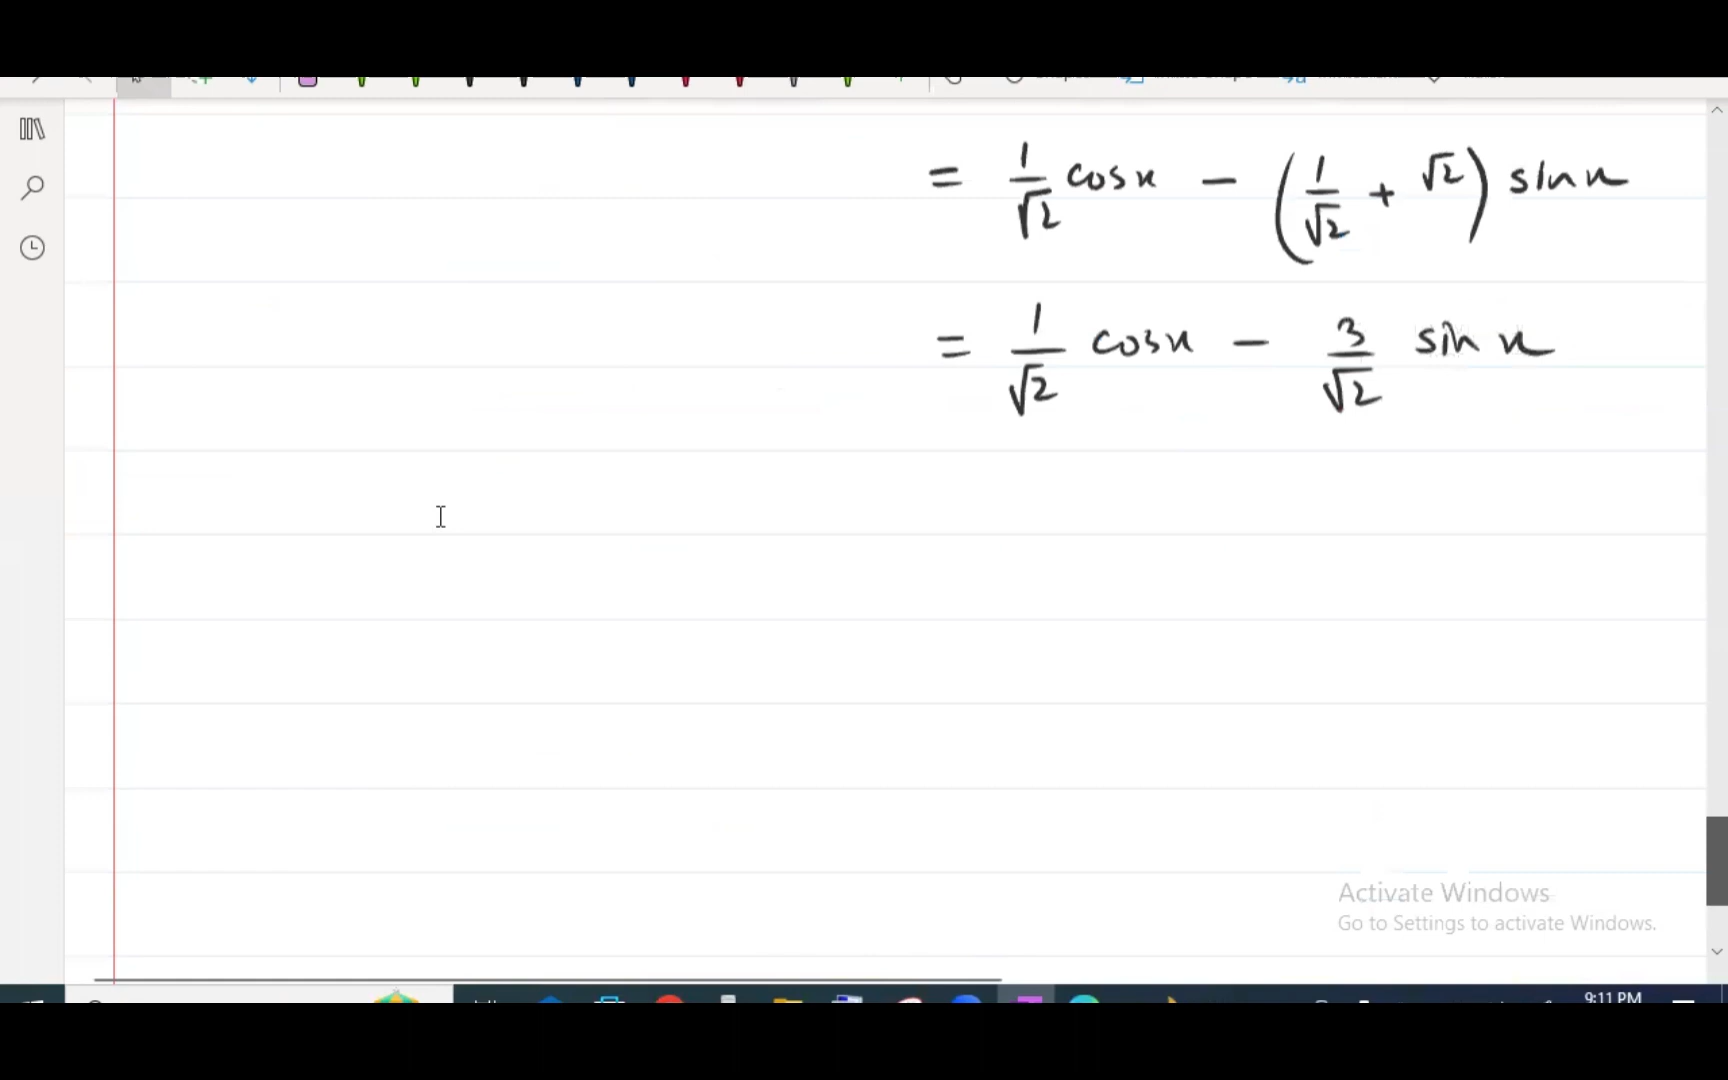 = 1/√2 cos x − (1/√2 + √2) sin x
= 1/√2 cos x − 3/√2 sin x
Activate Windows
Go to Settings to activate Windows.
9:11 PM